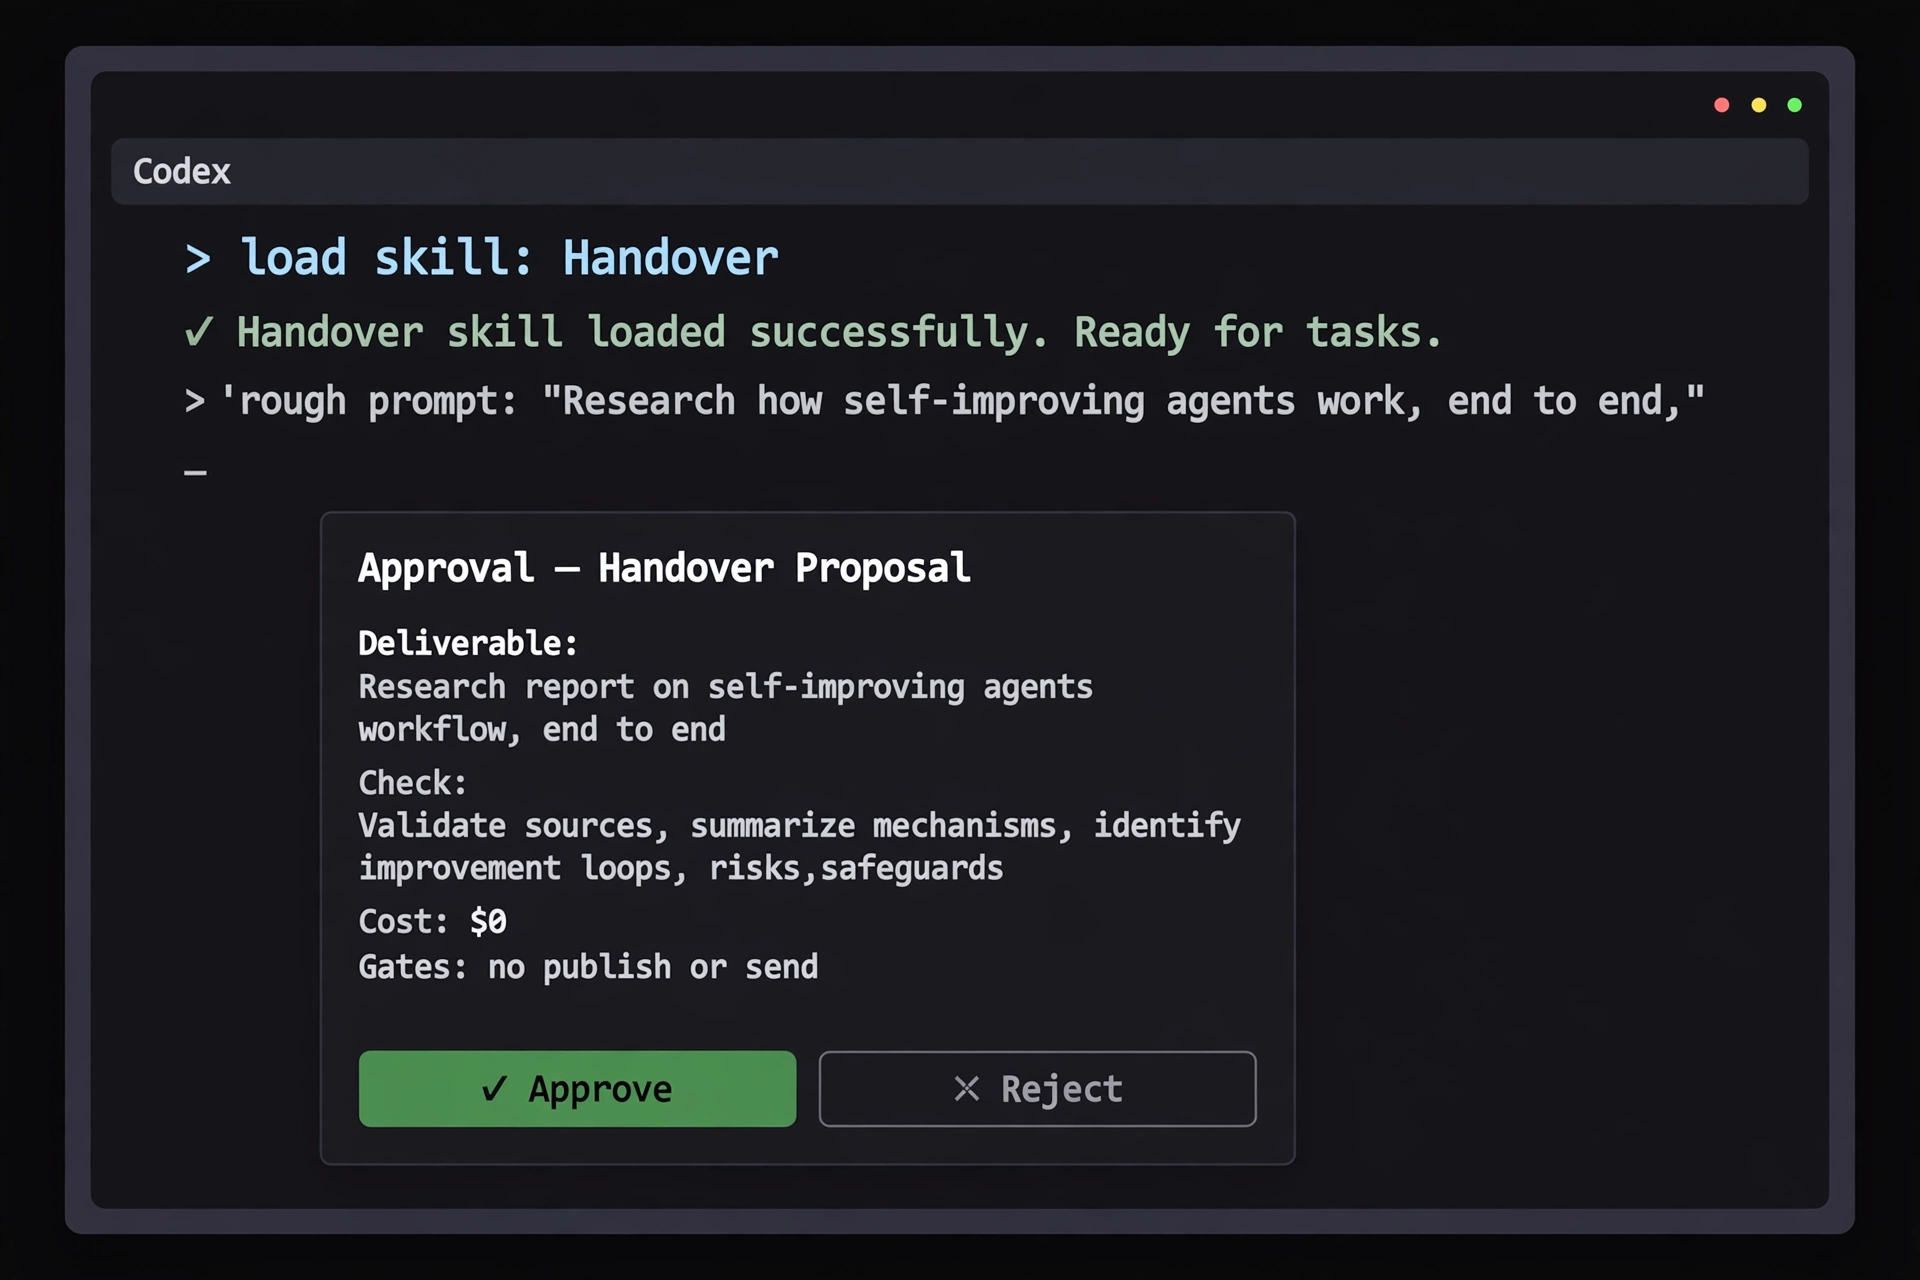 Codex
> load skill: Handover
✓ Handover skill loaded successfully. Ready for tasks.
> 'rough prompt: "Research how self-improving agents work, end to end,"
_
Approval — Handover Proposal
Deliverable:
Research report on self-improving agents
workflow, end to end
Check:
Validate sources, summarize mechanisms, identify
improvement loops, risks,safeguards
Cost: $0
Gates: no publish or send
✓ Approve
✕ Reject